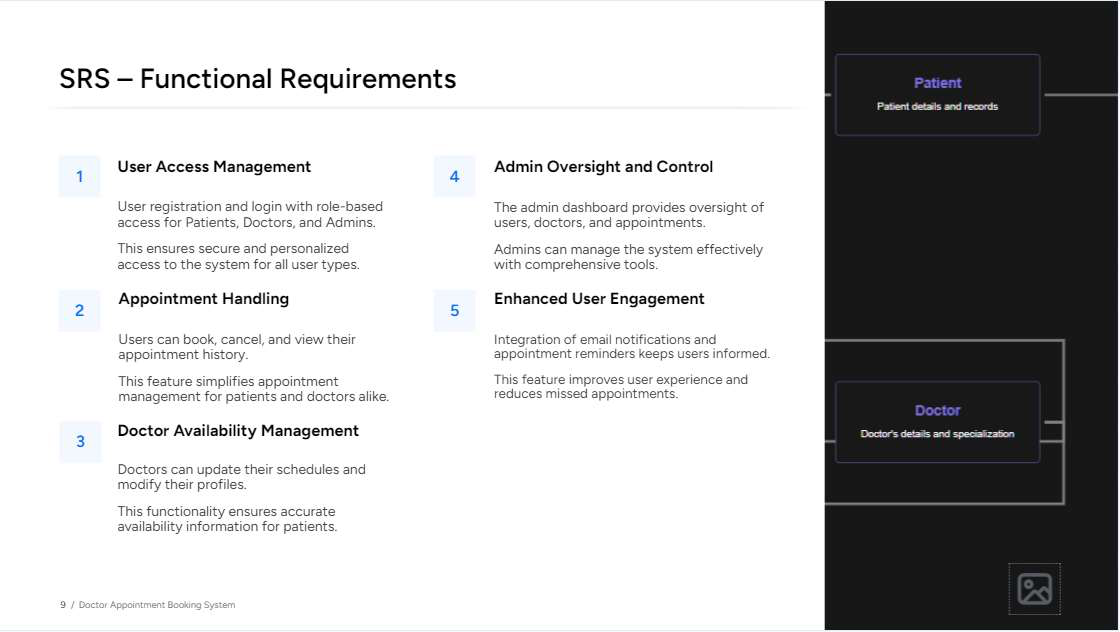 SRS – Functional Requirements
1
User Access Management
User registration and login with role-based
access for Patients, Doctors, and Admins.
This ensures secure and personalized
access to the system for all user types.
2
Appointment Handling
Users can book, cancel, and view their
appointment history.
This feature simplifies appointment
management for patients and doctors alike.
3
Doctor Availability Management
Doctors can update their schedules and
modify their profiles.
This functionality ensures accurate
availability information for patients.
4
Admin Oversight and Control
The admin dashboard provides oversight of
users, doctors, and appointments.
Admins can manage the system effectively
with comprehensive tools.
5
Enhanced User Engagement
Integration of email notifications and
appointment reminders keeps users informed.
This feature improves user experience and
reduces missed appointments.
Patient
Patient details and records
Doctor
Doctor's details and specialization
9 / Doctor Appointment Booking System